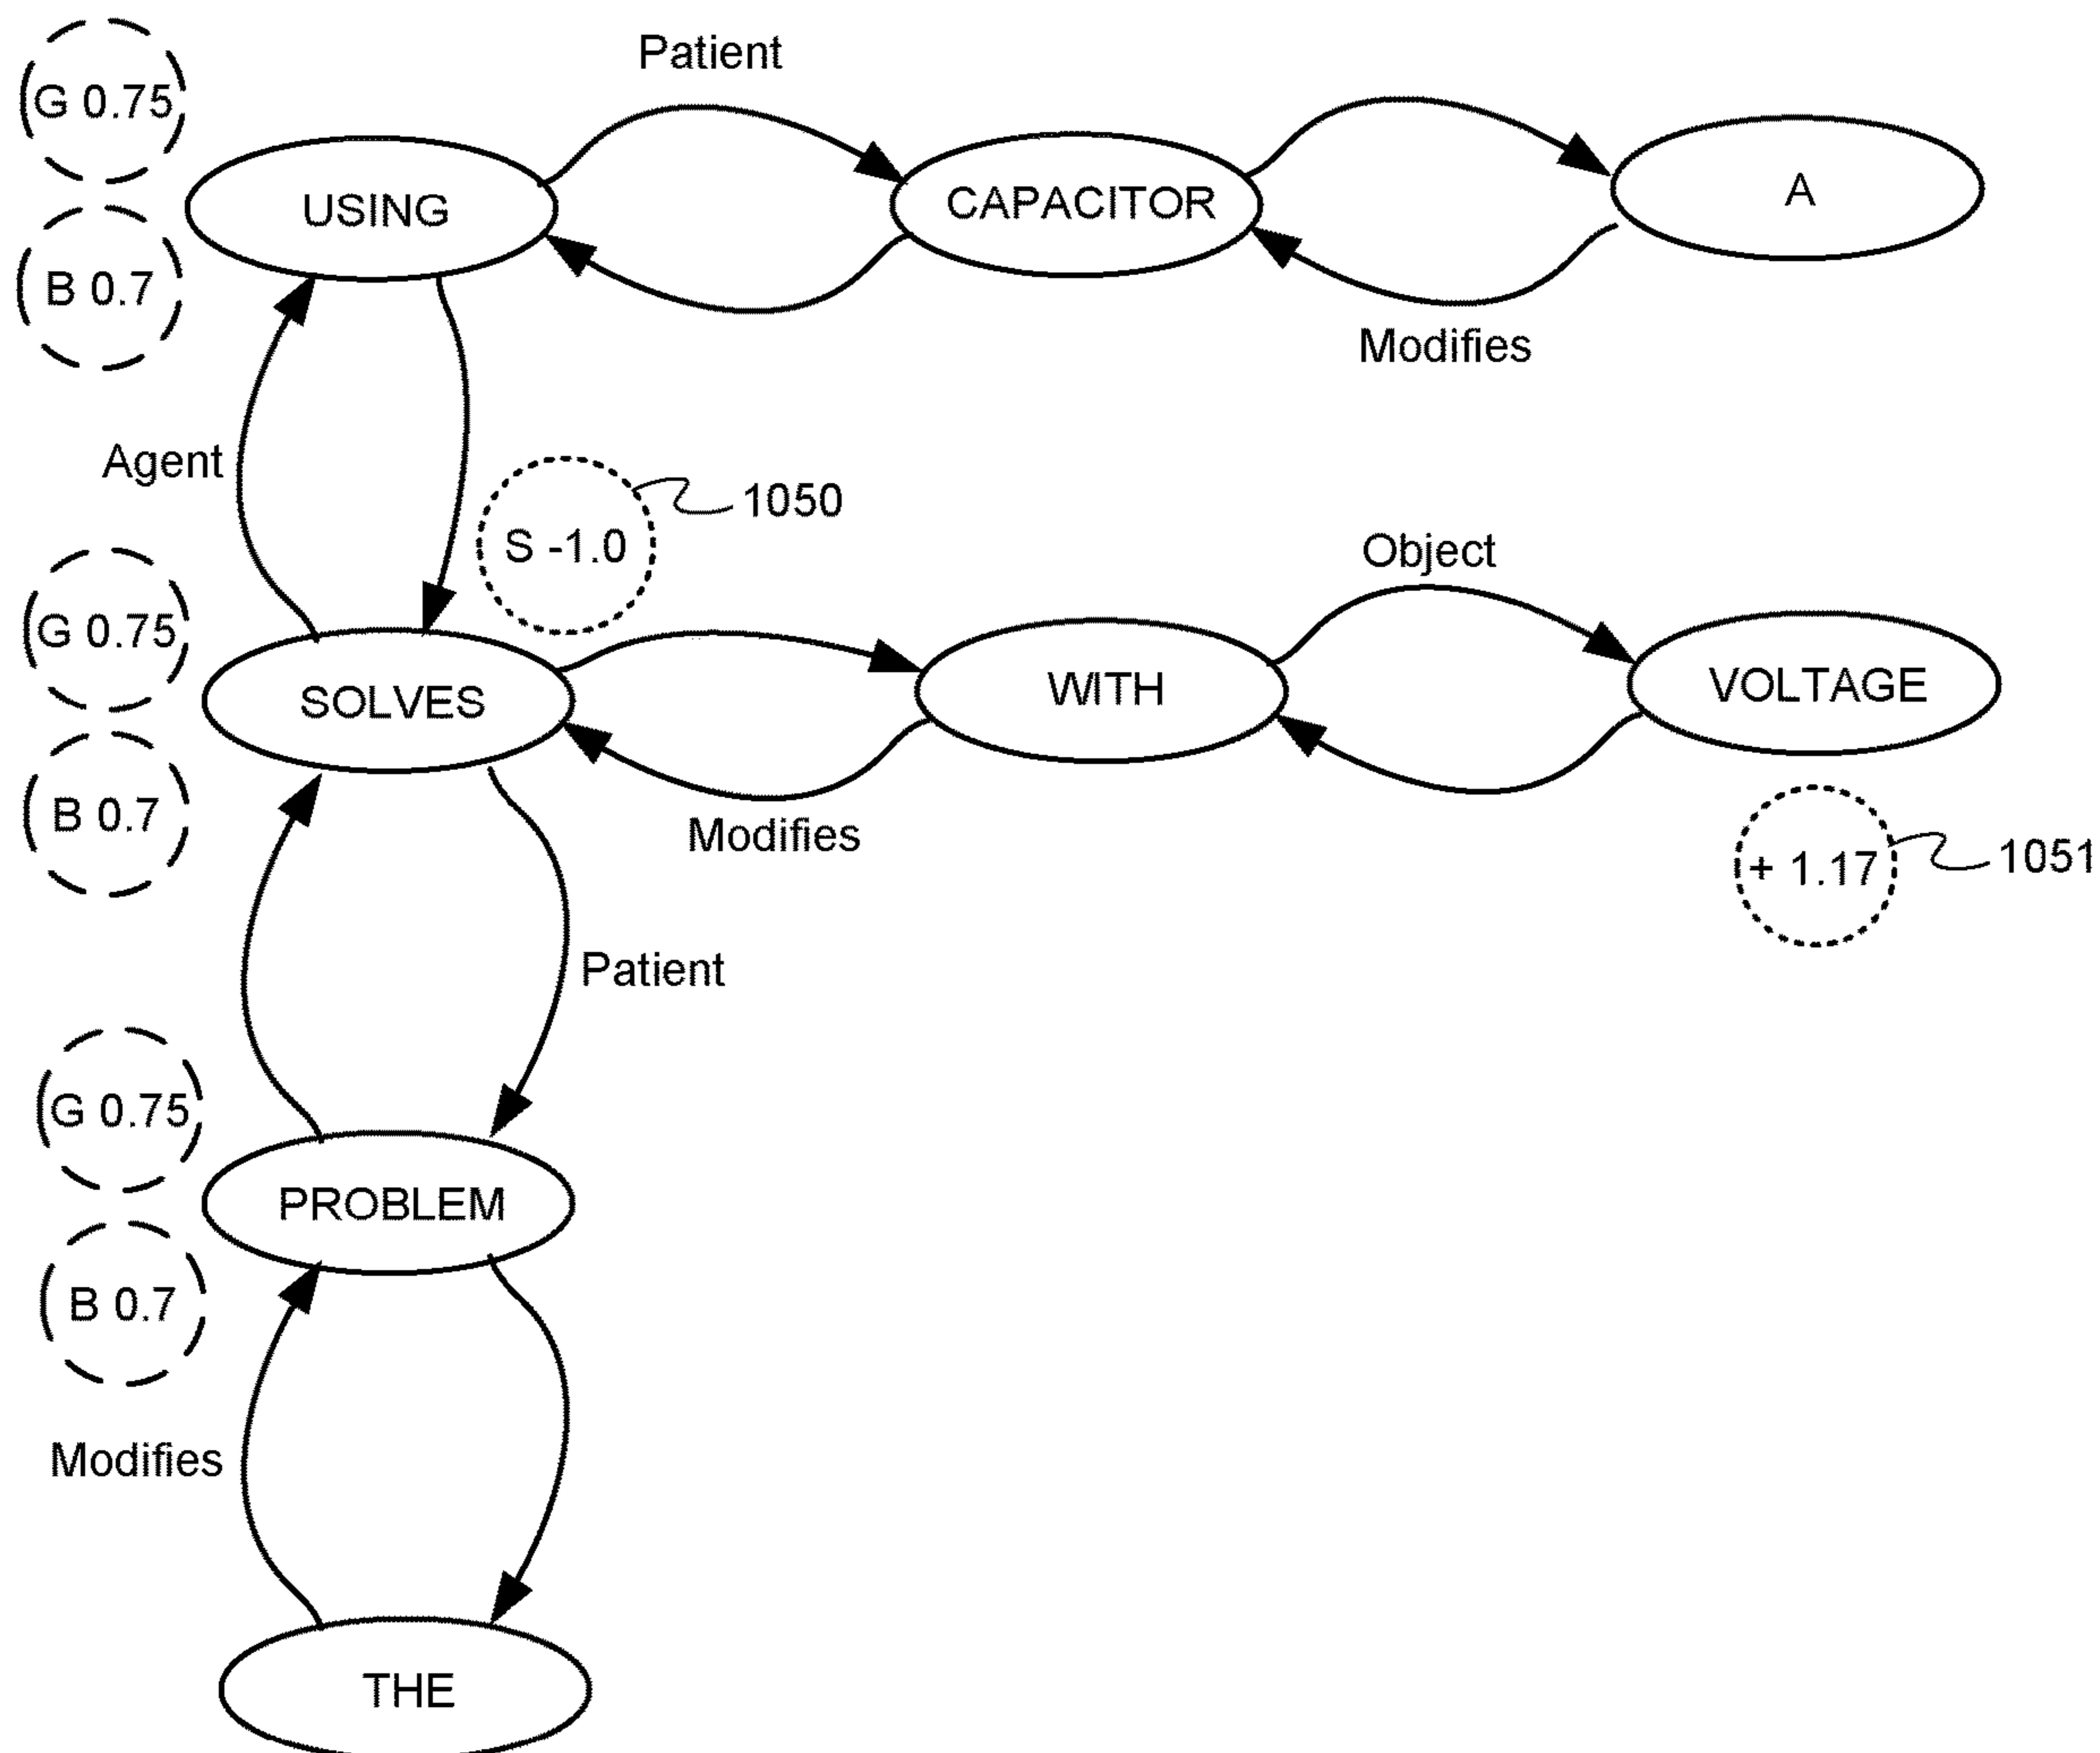 Patient
G 0.75
USING
CAPACITOR
A
B 0.7
Modifies
Agent
S -1.0
1050
Object
G 0.75
SOLVES
WITH
VOLTAGE
B 0.7
Modifies
+ 1.17
1051
Patient
G 0.75
PROBLEM
B 0.7
Modifies
THE